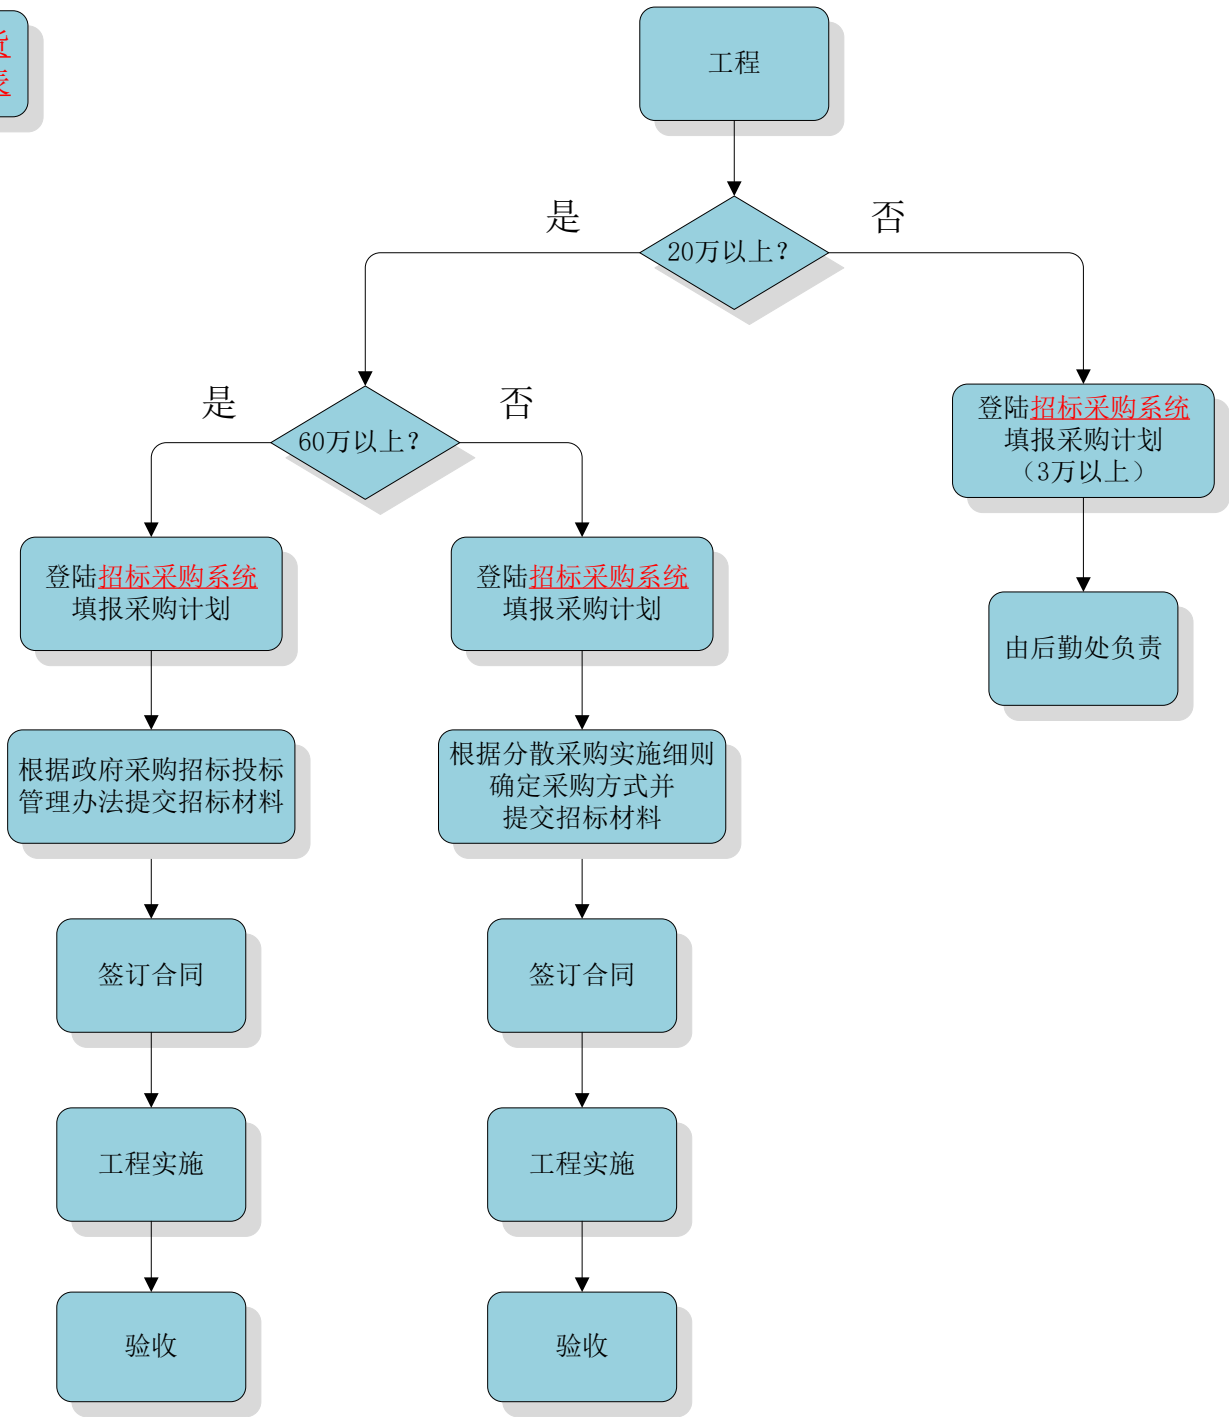 工程
20万以上?
是
否
60万以上?
是
否
登陆招标采购系统
填报采购计划
（3万以上）
由后勤处负责
登陆招标采购系统
填报采购计划
登陆招标采购系统
填报采购计划
根据政府采购招标投标
管理办法提交招标材料
根据分散采购实施细则
确定采购方式并
提交招标材料
签订合同
签订合同
工程实施
工程实施
验收
验收